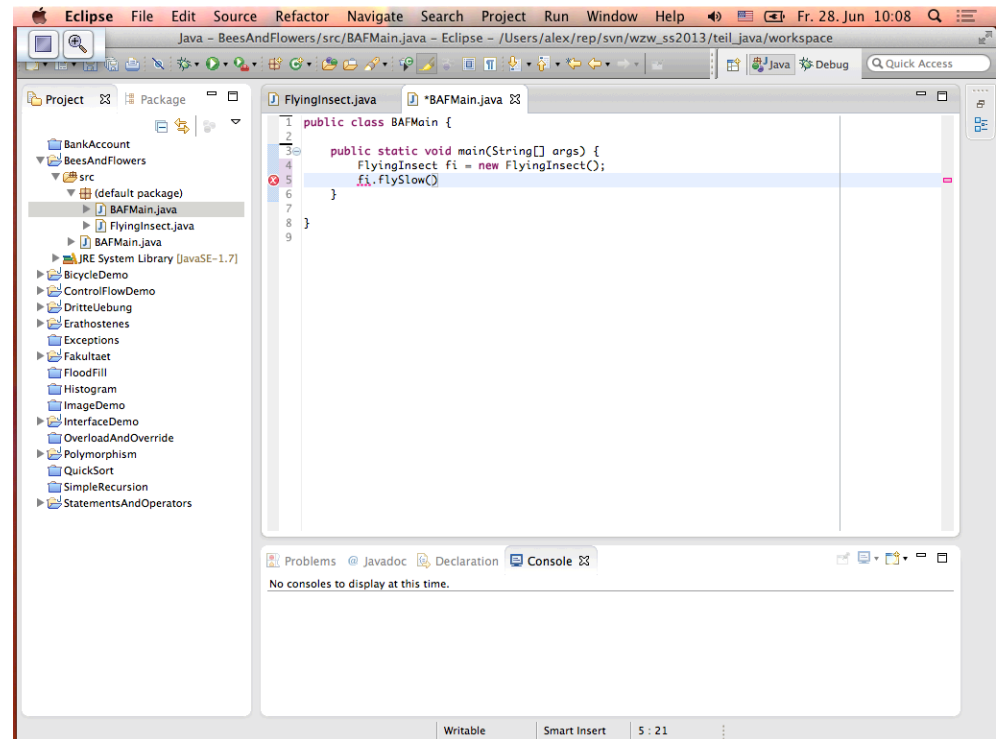 Eclipse File Edit Source Refactor Navigate Search Project Run Window Help Fr. 28. Jun 10:08
Java – BeesAndFlowers/src/BAFMain.java – Eclipse – /Users/alex/rep/svn/wzw_ss2013/teil_java/workspace
Java Debug Quick Access
Project Package
BankAccount
BeesAndFlowers
src
(default package)
BAFMain.java
FlyingInsect.java
BAFMain.java
JRE System Library [JavaSE-1.7]
BicycleDemo
ControlFlowDemo
DritteUebung
Erathostenes
Exceptions
Fakultaet
FloodFill
Histogram
ImageDemo
InterfaceDemo
OverloadAndOverride
Polymorphism
QuickSort
SimpleRecursion
StatementsAndOperators
FlyingInsect.java *BAFMain.java
1 public class BAFMain {
2
3 public static void main(String[] args) {
4 FlyingInsect fi = new FlyingInsect();
5 fi.flySlow()
6 }
7
8 }
9
Problems @ Javadoc Declaration Console
No consoles to display at this time.
Writable Smart Insert 5 : 21